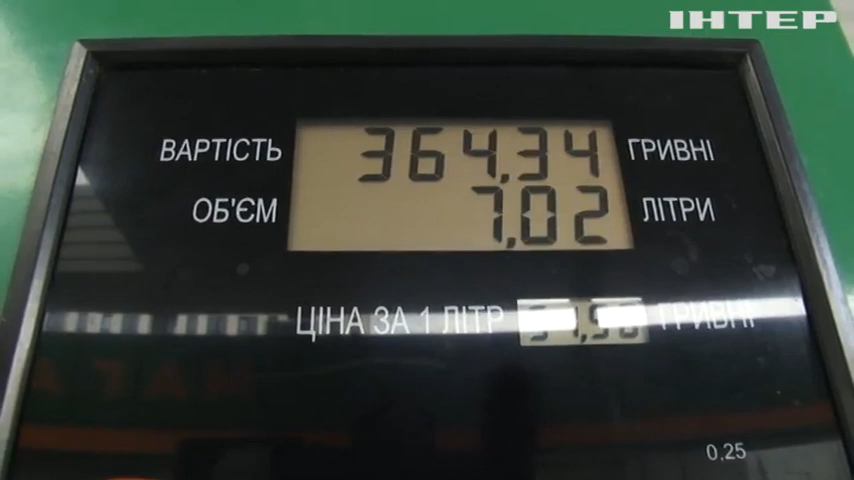 ІНТЕР
ВАРТІСТЬ 364,34 ГРИВНІ
ОБ'ЄМ 7,02 ЛІТРИ
ЦІНА ЗА 1 ЛІТР ГРИВНІ
0,25